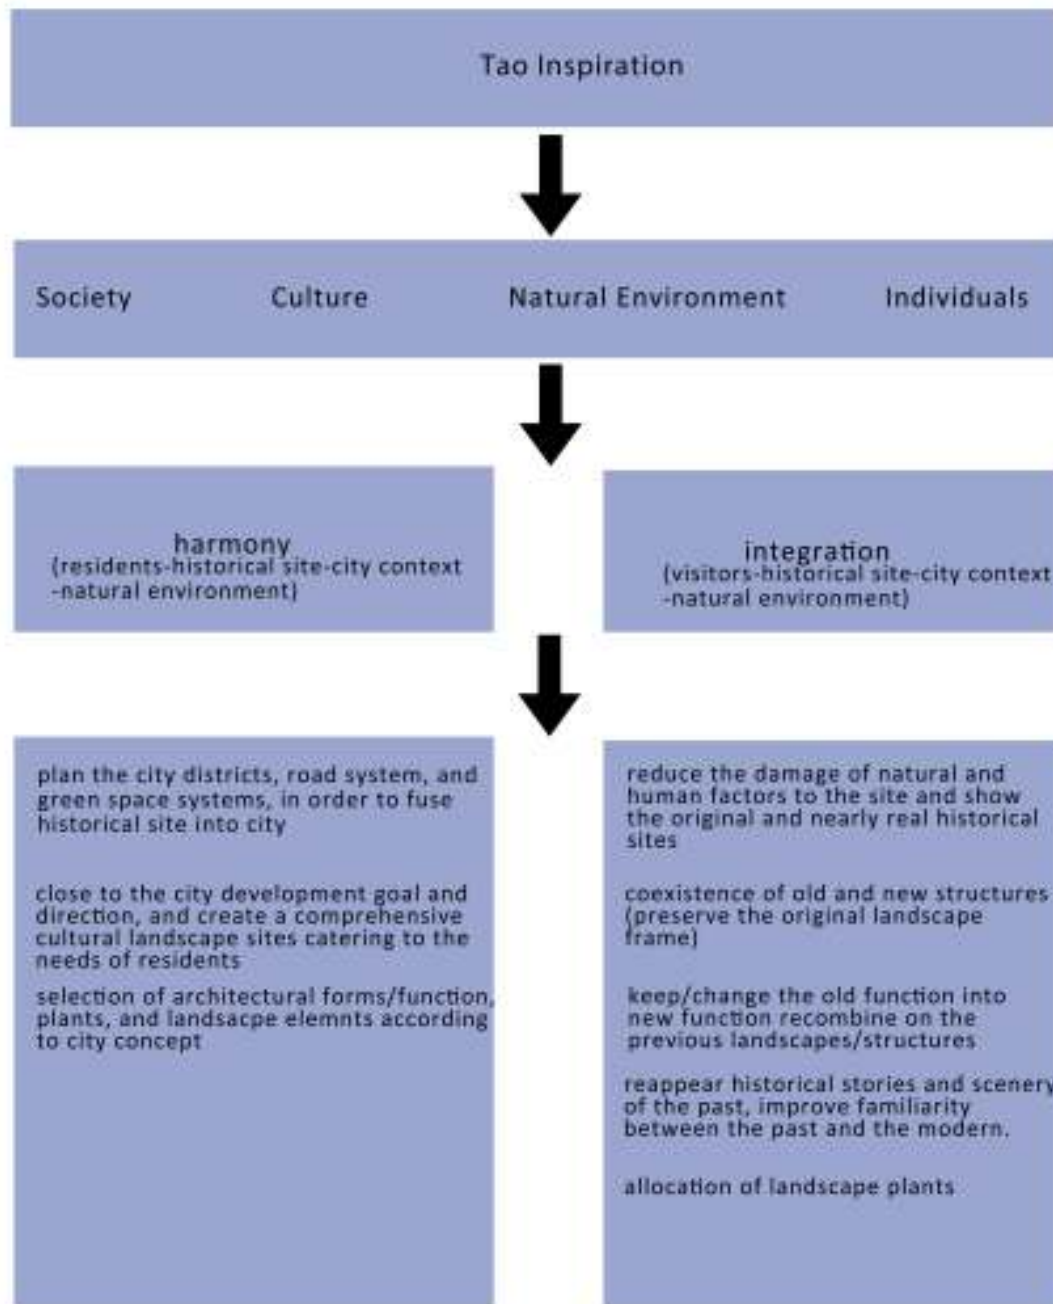 Tao Inspiration
Society Culture Natural Environment Individuals
harmony
(residents-historical site-city context
-natural environment)
integration
(visitors-historical site-city context
-natural environment)
plan the city districts, road system, and
green space systems, in order to fuse
historical site into city
close to the city development goal and
direction, and create a comprehensive
cultural landscape sites catering to the
needs of residents
selection of architectural forms/function,
plants, and landsacpe elemnts according
to city concept
reduce the damage of natural and
human factors to the site and show
the original and nearly real historical
sites
coexistence of old and new structures
(preserve the original landscape
frame)
keep/change the old function into
new function recombine on the
previous landscapes/structures
reappear historical stories and scenery
of the past, improve familiarity
between the past and the modern.
allocation of landscape plants